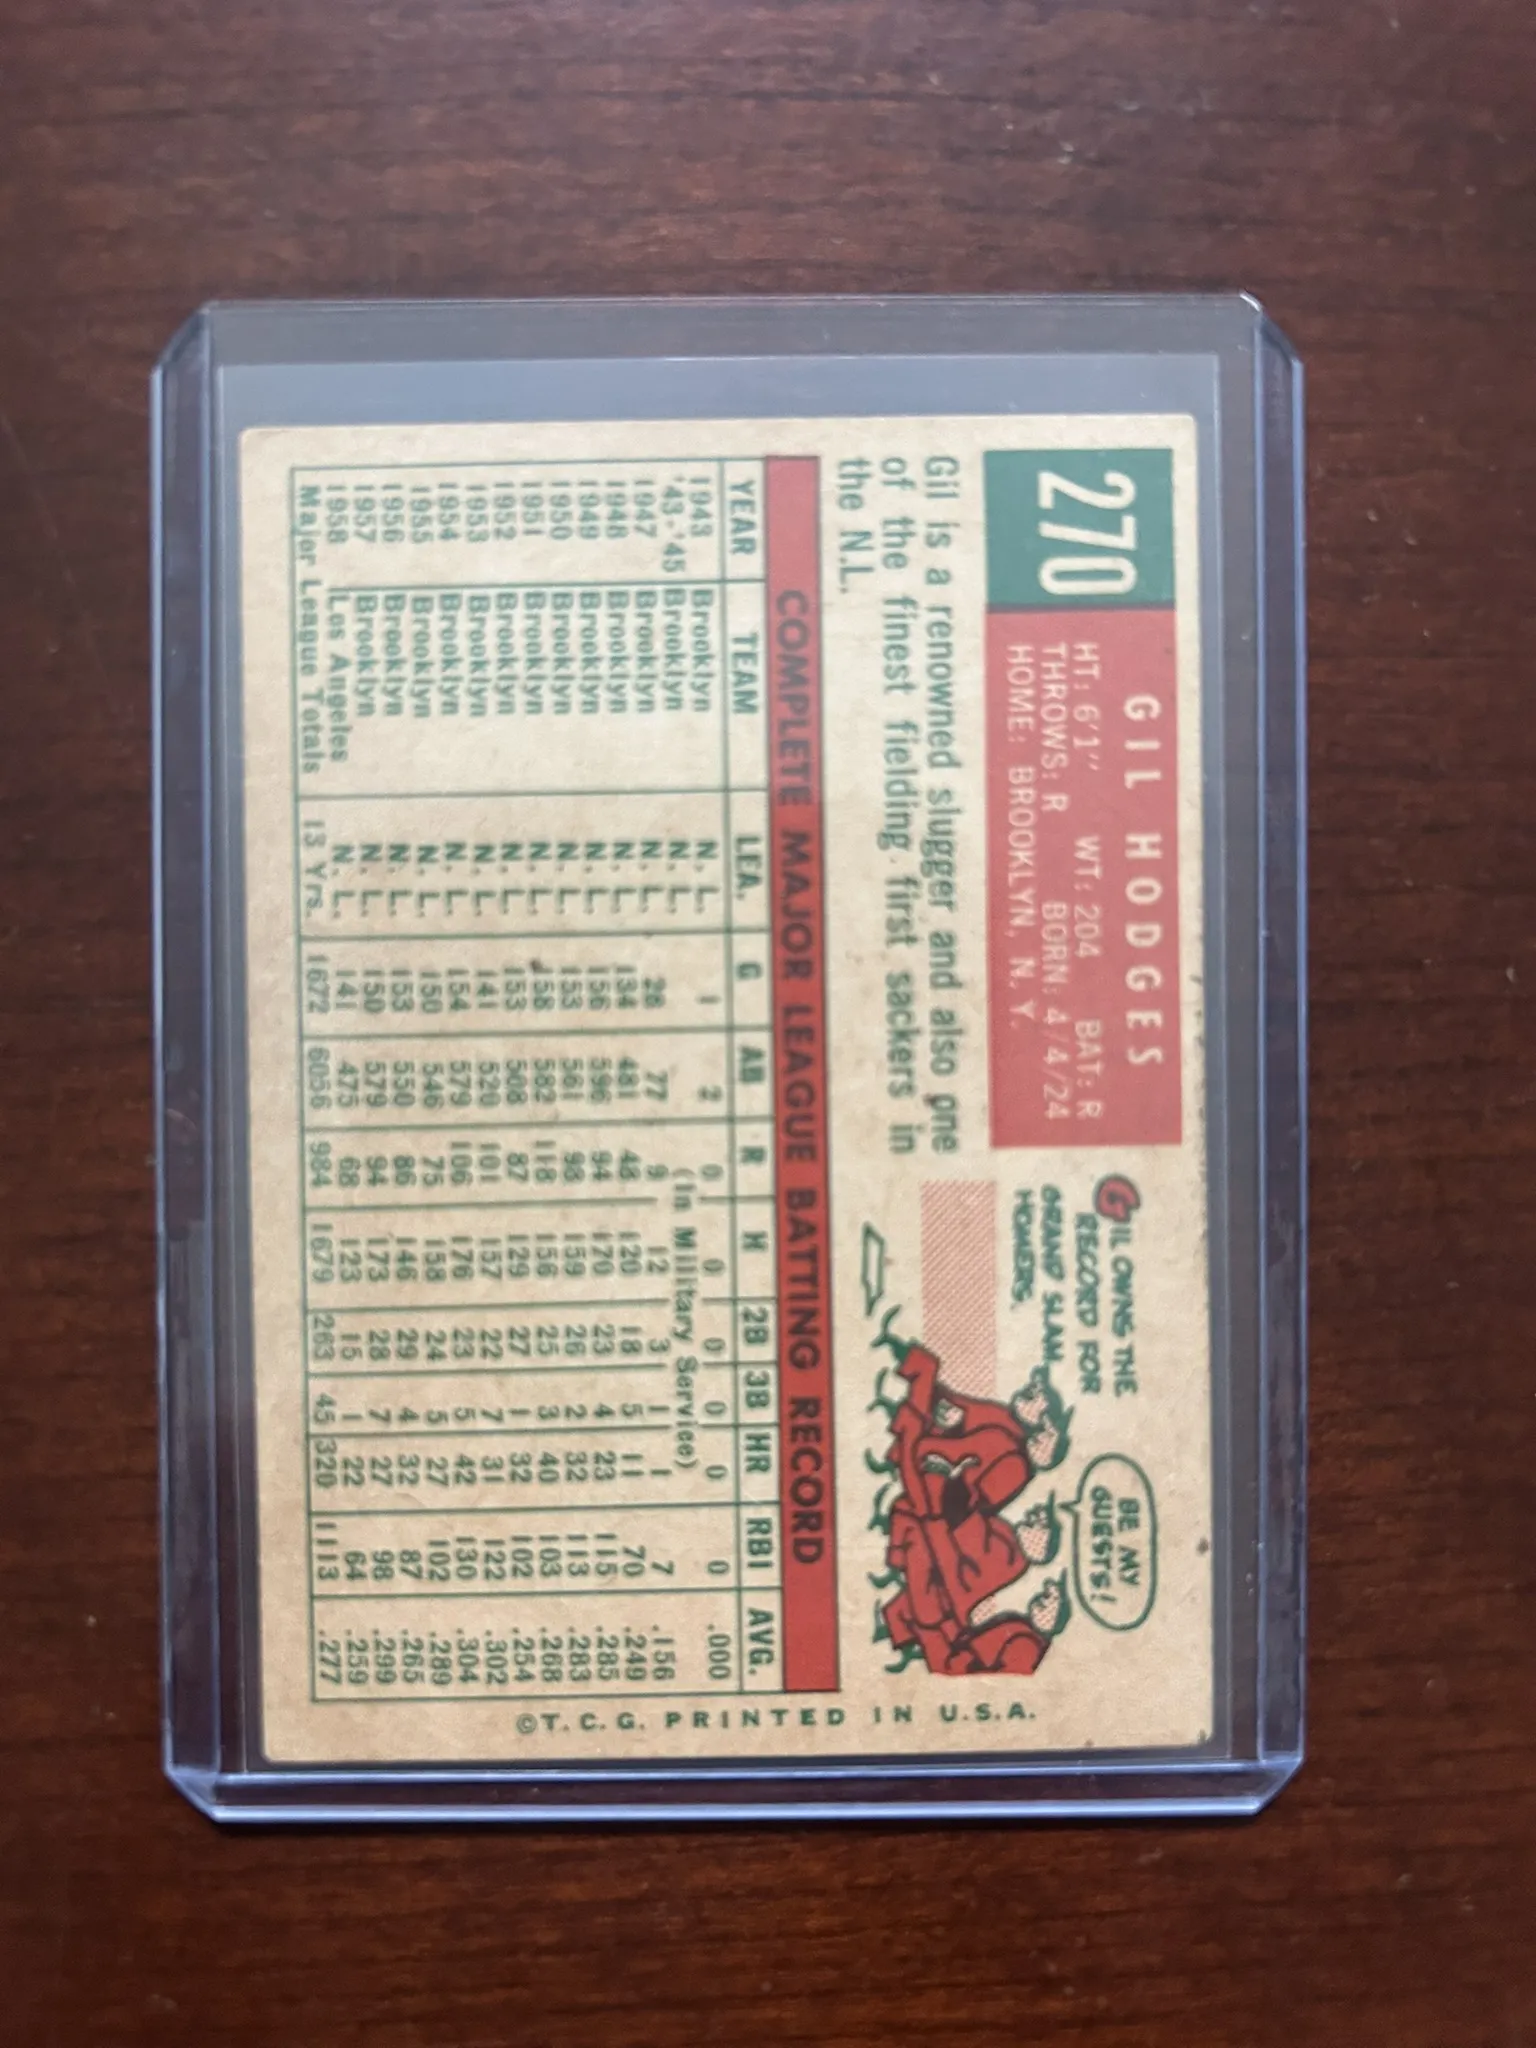 270
GIL HODGES
HT: 6'1" WT: 204 BAT: R
THROWS: R BORN: 4/4/24
HOME: BROOKLYN, N. Y.
Gil is a renowned slugger and also one
of the finest fielding first sackers in
the N.L.
GIL OWNS THE
RECORD FOR
GRAND SLAM
HOMERS.
BE MY
GUESTS!
COMPLETE MAJOR LEAGUE BATTING RECORD
YEAR TEAM LEA. G AB R H 2B 3B HR RBI AVG.
1943 Brooklyn N. L. 1 2 0 0 0 0 0 0 .000
'43-'45 Brooklyn N. L. (In Military Service)
1947 Brooklyn N. L. 28 77 9 12 3 1 1 7 .156
1948 Brooklyn N. L. 134 481 48 120 18 5 11 70 .249
1949 Brooklyn N. L. 156 596 94 170 23 4 23 115 .285
1950 Brooklyn N. L. 153 561 98 159 26 2 32 113 .283
1951 Brooklyn N. L. 158 582 118 156 25 3 40 103 .268
1952 Brooklyn N. L. 153 508 87 129 27 1 32 102 .254
1953 Brooklyn N. L. 141 520 101 157 22 7 31 122 .302
1954 Brooklyn N. L. 154 579 106 176 23 5 42 130 .304
1955 Brooklyn N. L. 150 546 75 158 24 5 27 102 .289
1956 Brooklyn N. L. 153 550 86 146 29 4 32 87 .265
1957 Brooklyn N. L. 150 579 94 173 28 7 27 98 .299
1958 Los Angeles N. L. 141 475 68 123 15 1 22 64 .259
Major League Totals 13 Yrs. 1672 6056 984 1679 263 45 320 1113 .277
©T. C. G. PRINTED IN U.S.A.